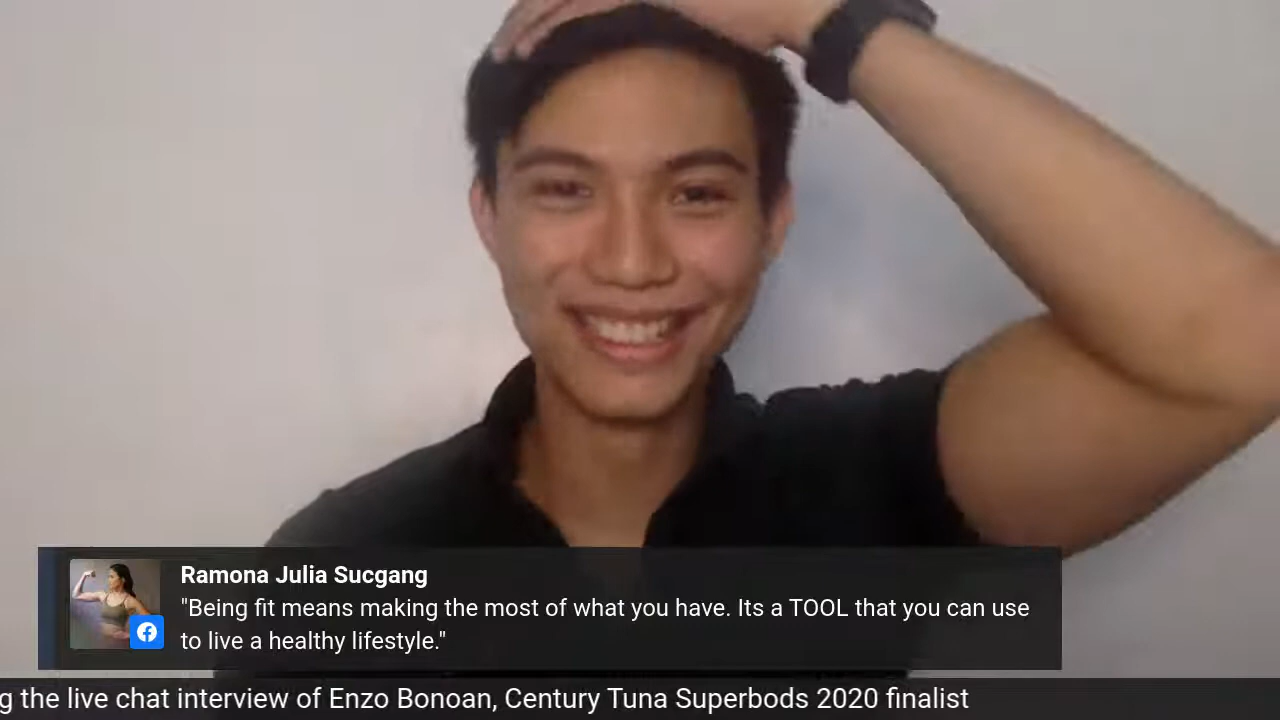 Ramona Julia Sucgang
"Being fit means making the most of what you have. Its a TOOL that you can use
to live a healthy lifestyle."
g the live chat interview of Enzo Bonoan, Century Tuna Superbods 2020 finalist